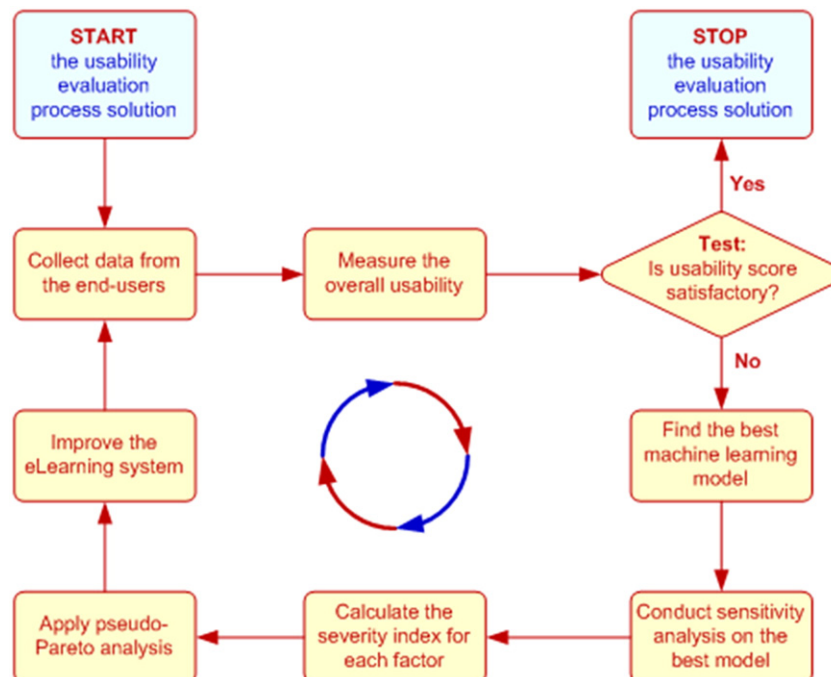 START
the usability
evaluation
process solution
STOP
the usability
evaluation
process solution
Yes
Collect data from
the end-users
Measure the
overall usability
Test:
Is usability score
satisfactory?
No
Improve the
eLearning system
Find the best
machine learning
model
Apply pseudo-
Pareto analysis
Calculate the
severity index for
each factor
Conduct sensitivity
analysis on the
best model